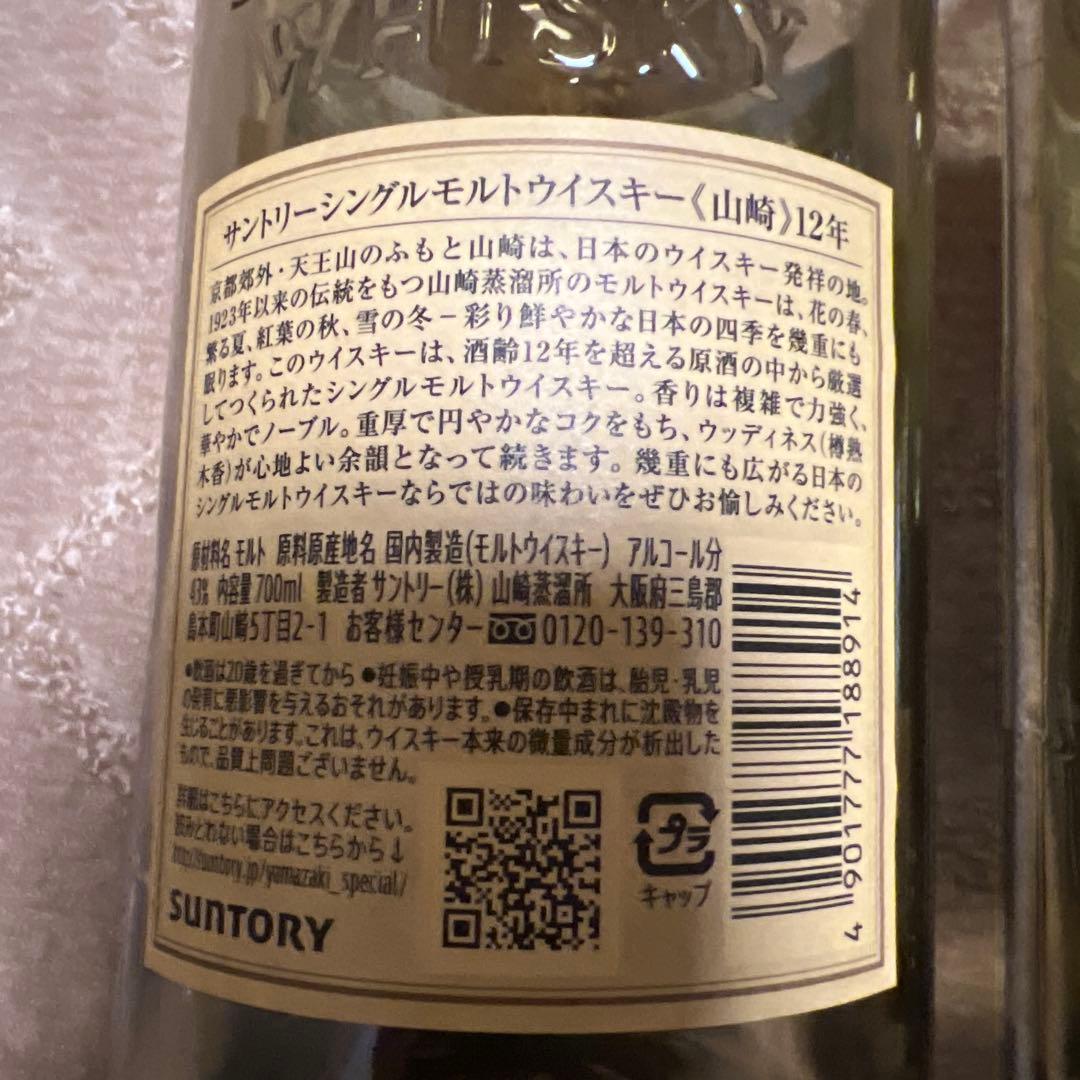 WHISKY
サントリーシングルモルトウイスキー《山崎》12年
京都郊外・天王山のふもと山崎は、日本のウイスキー発祥の地。
1923年以来の伝統をもつ山崎蒸溜所のモルトウイスキーは、花の春、
繁る夏、紅葉の秋、雪の冬－彩り鮮やかな日本の四季を幾重にも
眠ります。このウイスキーは、酒齢12年を超える原酒の中から厳選
してつくられたシングルモルトウイスキー。香りは複雑で力強く、
華やかでノーブル。重厚で円やかなコクをもち、ウッディネス(樽熟
木香)が心地よい余韻となって続きます。幾重にも広がる日本の
シングルモルトウイスキーならではの味わいをぜひお愉しみください。
原材料名 モルト 原料原産地名 国内製造(モルトウイスキー) アルコール分
43% 内容量 700ml 製造者 サントリー(株) 山崎蒸溜所 大阪府三島郡
島本町山崎5丁目2-1 お客様センター 0120-139-310
●飲酒は20歳を過ぎてから ●妊娠中や授乳期の飲酒は、胎児・乳児
の発育に悪影響を与えるおそれがあります。●保存中まれに沈殿物を
生じることがあります。これは、ウイスキー本来の微量成分が析出した
もので、品質上問題ございません。
詳細はこちらにアクセスください。
読みとれない場合はこちらから↓
http://suntory.jp/yamazaki_special/
SUNTORY
プラ
キャップ
4 901777 188914